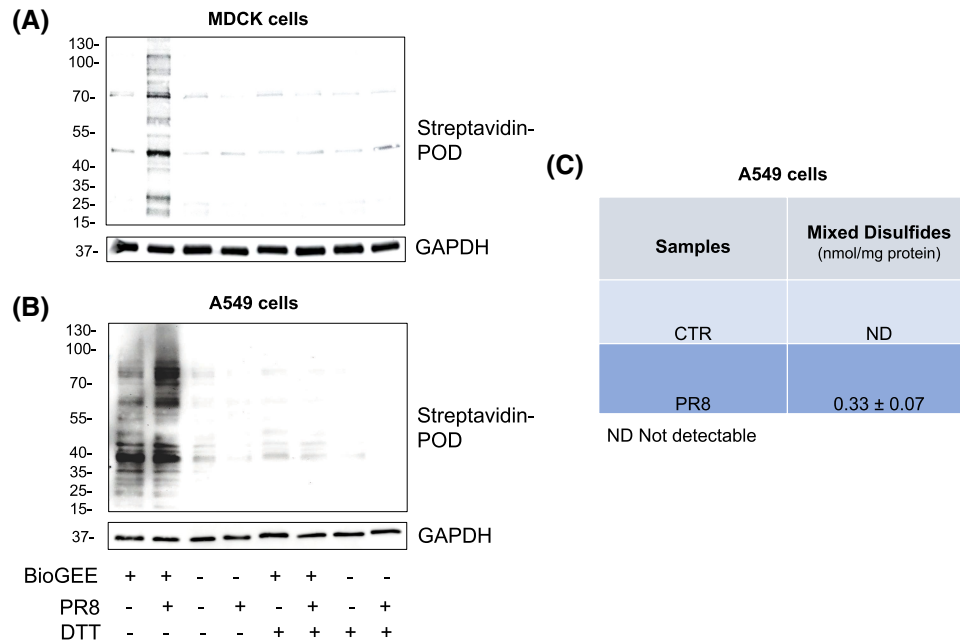 (A)
MDCK cells
130-
100-
70-
55-
40-
35-
25-
15-
Streptavidin-
POD
37-
GAPDH
(B)
A549 cells
130-
100-
70-
55-
40-
35-
25-
15-
Streptavidin-
POD
37-
GAPDH
BioGEE + + - - + + - -
PR8 - + - + - + - +
DTT - - - - + + + +
(C)
A549 cells
Samples
Mixed Disulfides
(nmol/mg protein)
CTR ND
PR8 0.33 ± 0.07
ND Not detectable